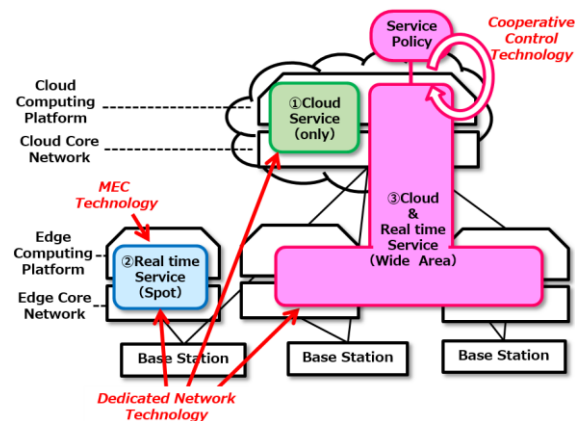 Service
Policy
Cooperative
Control
Technology
Cloud
Computing
Platform
Cloud Core
Network
①Cloud
Service
(only)
③Cloud
&
Real time
Service
(Wide Area)
MEC
Technology
Edge
Computing
Platform
Edge Core
Network
②Real time
Service
(Spot)
Base Station
Base Station
Base Station
Dedicated Network
Technology